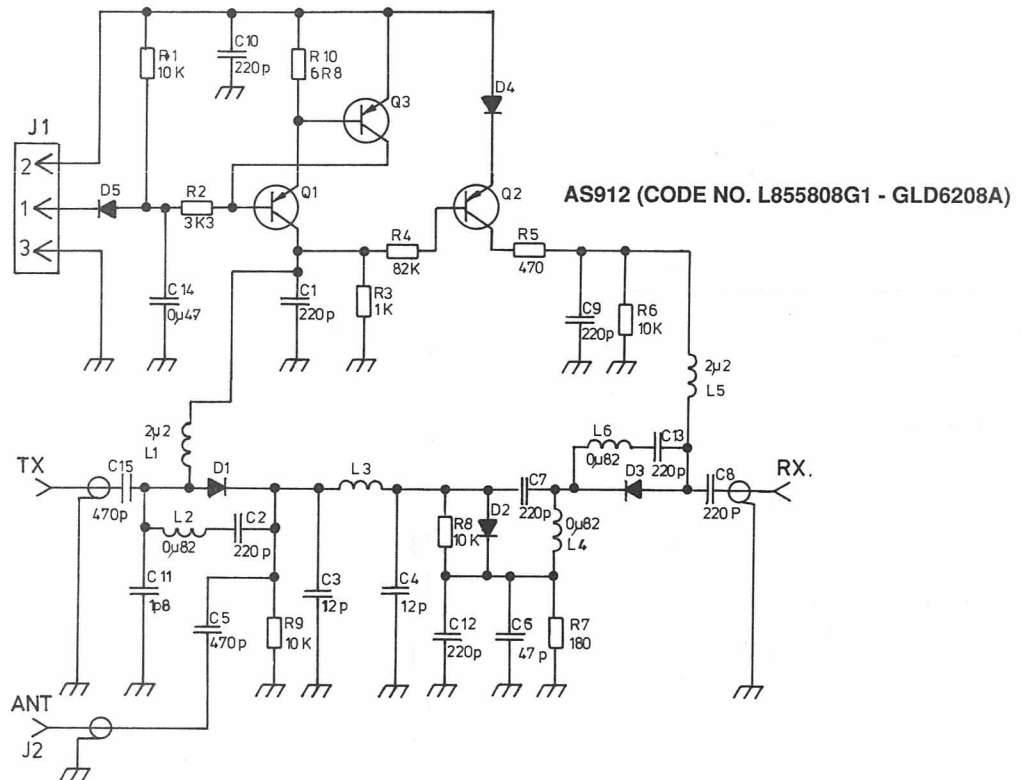 R1
10K
C10
220p
R10
6R8
Q3
D4
J1
2
1
3
D5
R2
3K3
Q1
Q2
AS912 (CODE NO. L855808G1 - GLD6208A)
R4
82K
R5
470
C14
0µ47
C1
220p
R3
1K
C9
220p
R6
10K
2µ2
L5
2µ2
L1
L6
0µ82
C13
220p
TX
C15
470p
D1
L3
C7
220p
D3
C8
220P
RX.
L2
0µ82
C2
220p
R8
10K
D2
0µ82
L4
C11
1p8
C5
470p
R9
10K
C3
12p
C4
12p
C12
220p
C6
47p
R7
180
ANT
J2